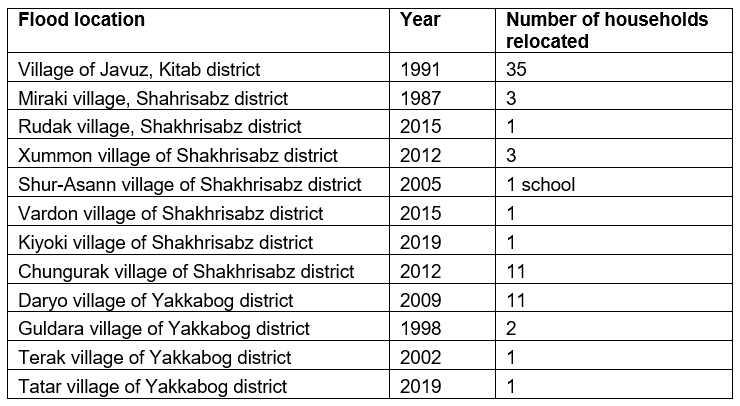 Flood location Year Number of households
relocated
Village of Javuz, Kitab district 1991 35
Miraki village, Shahrisabz district 1987 3
Rudak village, Shakhrisabz district 2015 1
Xummon village of Shakhrisabz district 2012 3
Shur-Asann village of Shakhrisabz district 2005 1 school
Vardon village of Shakhrisabz district 2015 1
Kiyoki village of Shakhrisabz district 2019 1
Chungurak village of Shakhrisabz district 2012 11
Daryo village of Yakkabog district 2009 11
Guldara village of Yakkabog district 1998 2
Terak village of Yakkabog district 2002 1
Tatar village of Yakkabog district 2019 1